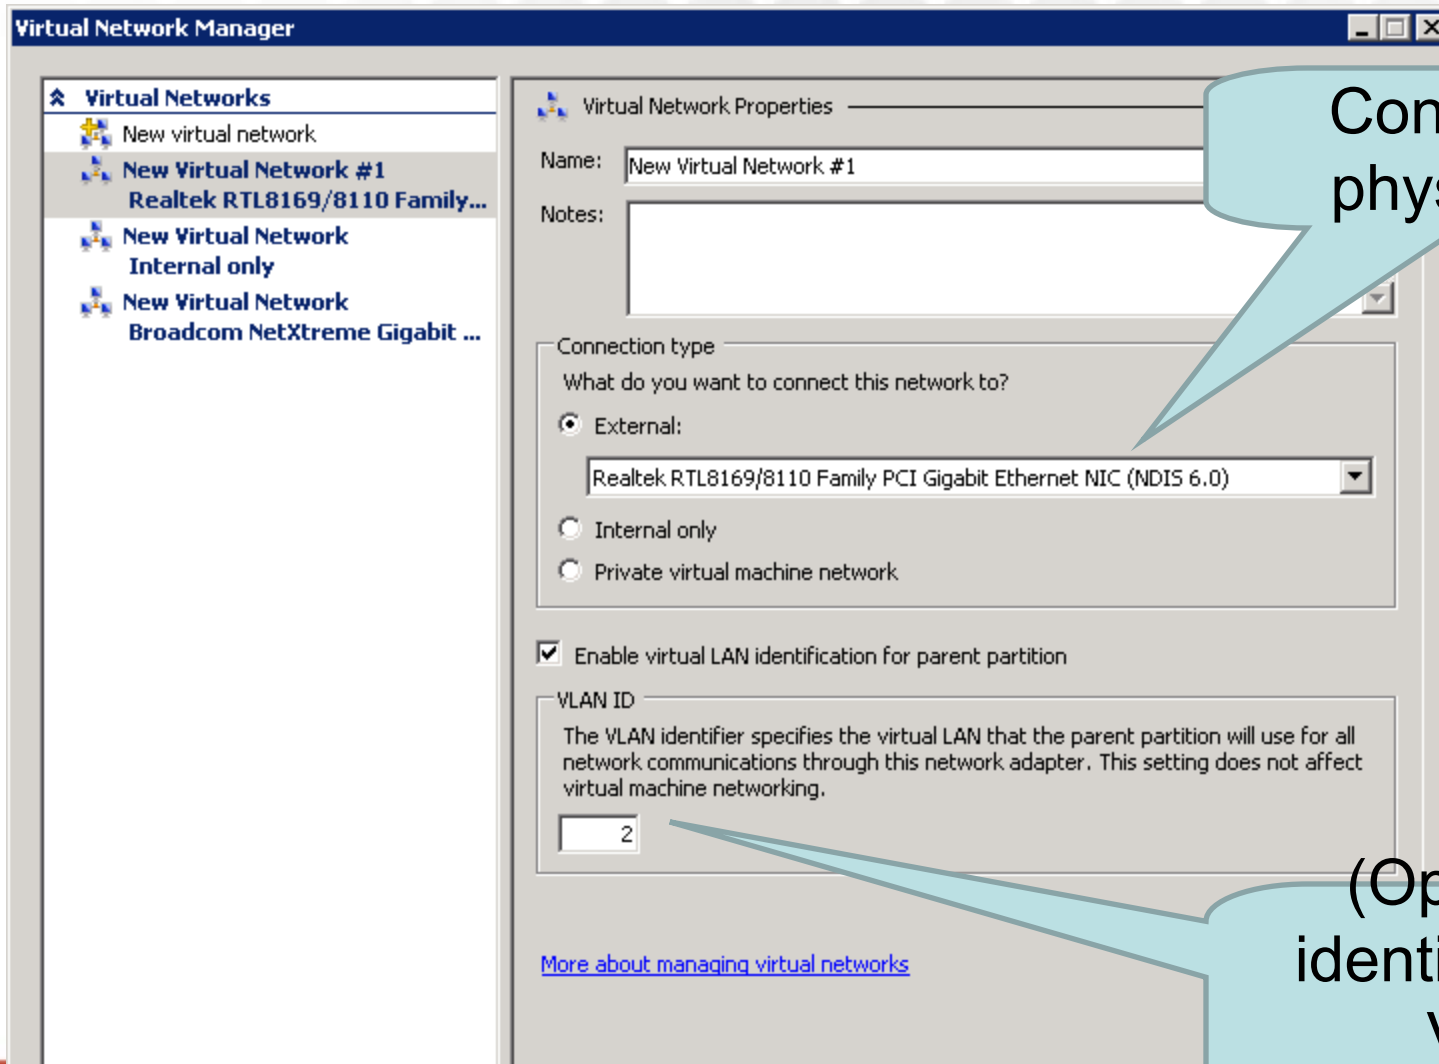 Virtual Network Manager
Virtual Networks
New virtual network
New Virtual Network #1
Realtek RTL8169/8110 Family...
New Virtual Network
Internal only
New Virtual Network
Broadcom NetXtreme Gigabit ...
Virtual Network Properties
Name: New Virtual Network #1
Notes:
Connection type
What do you want to connect this network to?
External:
Realtek RTL8169/8110 Family PCI Gigabit Ethernet NIC (NDIS 6.0)
Internal only
Private virtual machine network
Enable virtual LAN identification for parent partition
VLAN ID
The VLAN identifier specifies the virtual LAN that the parent partition will use for all
network communications through this network adapter. This setting does not affect
virtual machine networking.
2
More about managing virtual networks